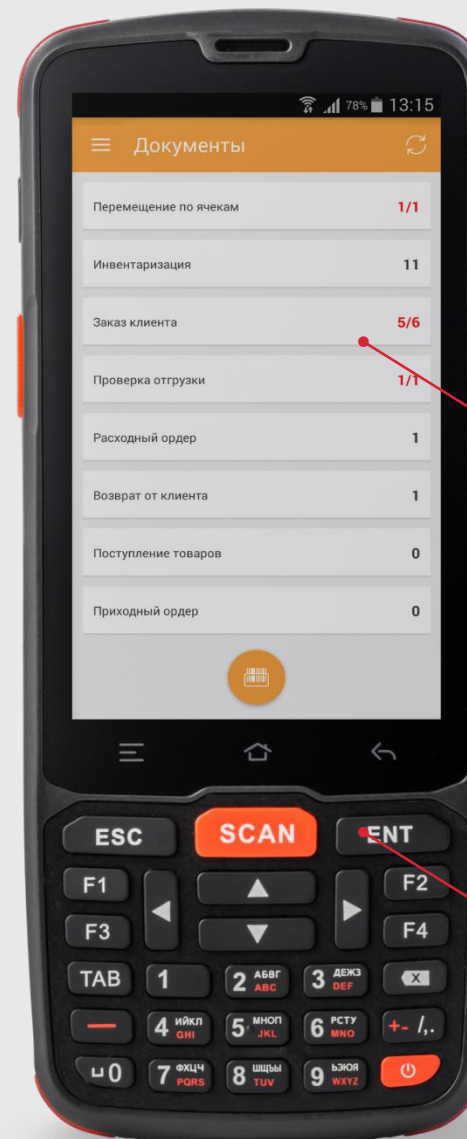 78% 13:15
Документы
Перемещение по ячекам 1/1
Инвентаризация 11
Заказ клиента 5/6
Проверка отгрузки 1/1
Расходный ордер 1
Возврат от клиента 1
Поступление товаров 0
Приходный ордер 0
ESC SCAN ENT
F1 F2
F3 F4
TAB 1 2 АБВГ ABC 3 ДЕЖЗ DEF X
4 ИЙКЛ GHI 5 МНОП JKL 6 РСТУ MNO +- /,.
0 7 ФХЦЧ PQRS 8 ШЩЪЫ TUV 9 ЬЭЮЯ WXYZ